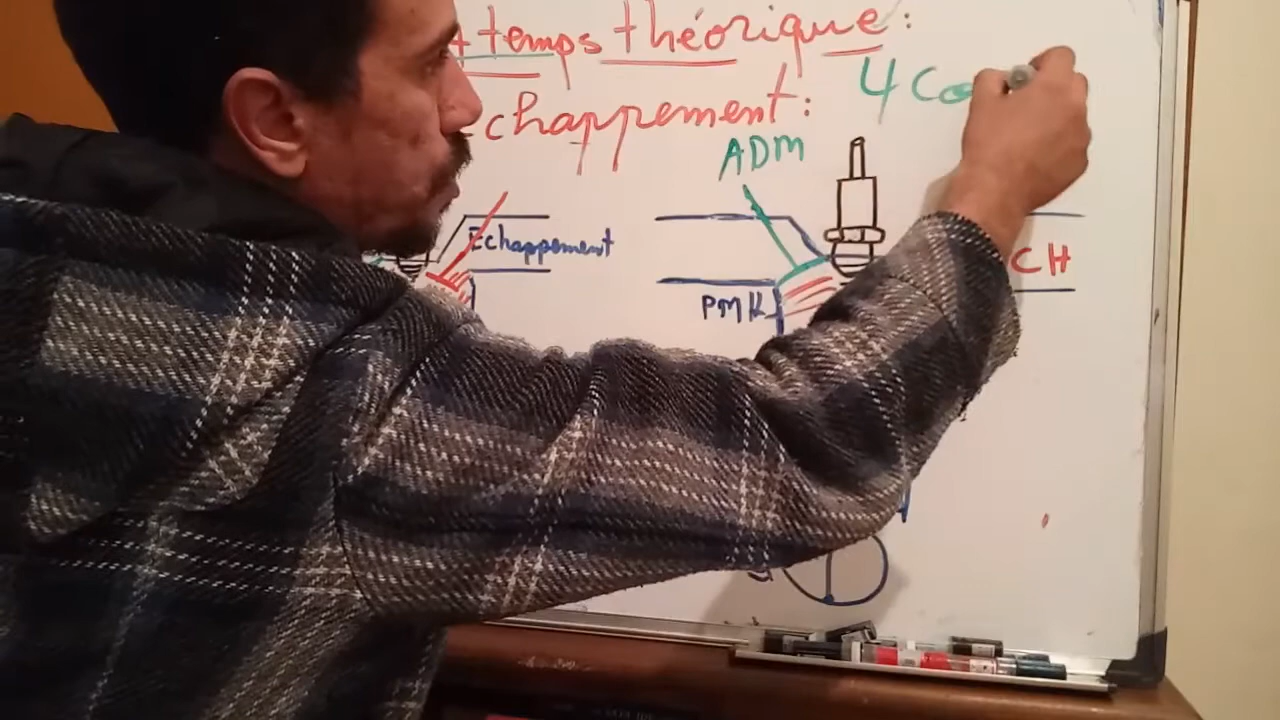 temps théorique :
chappement :
4 Co
ADM
Echappement
CH
PMH